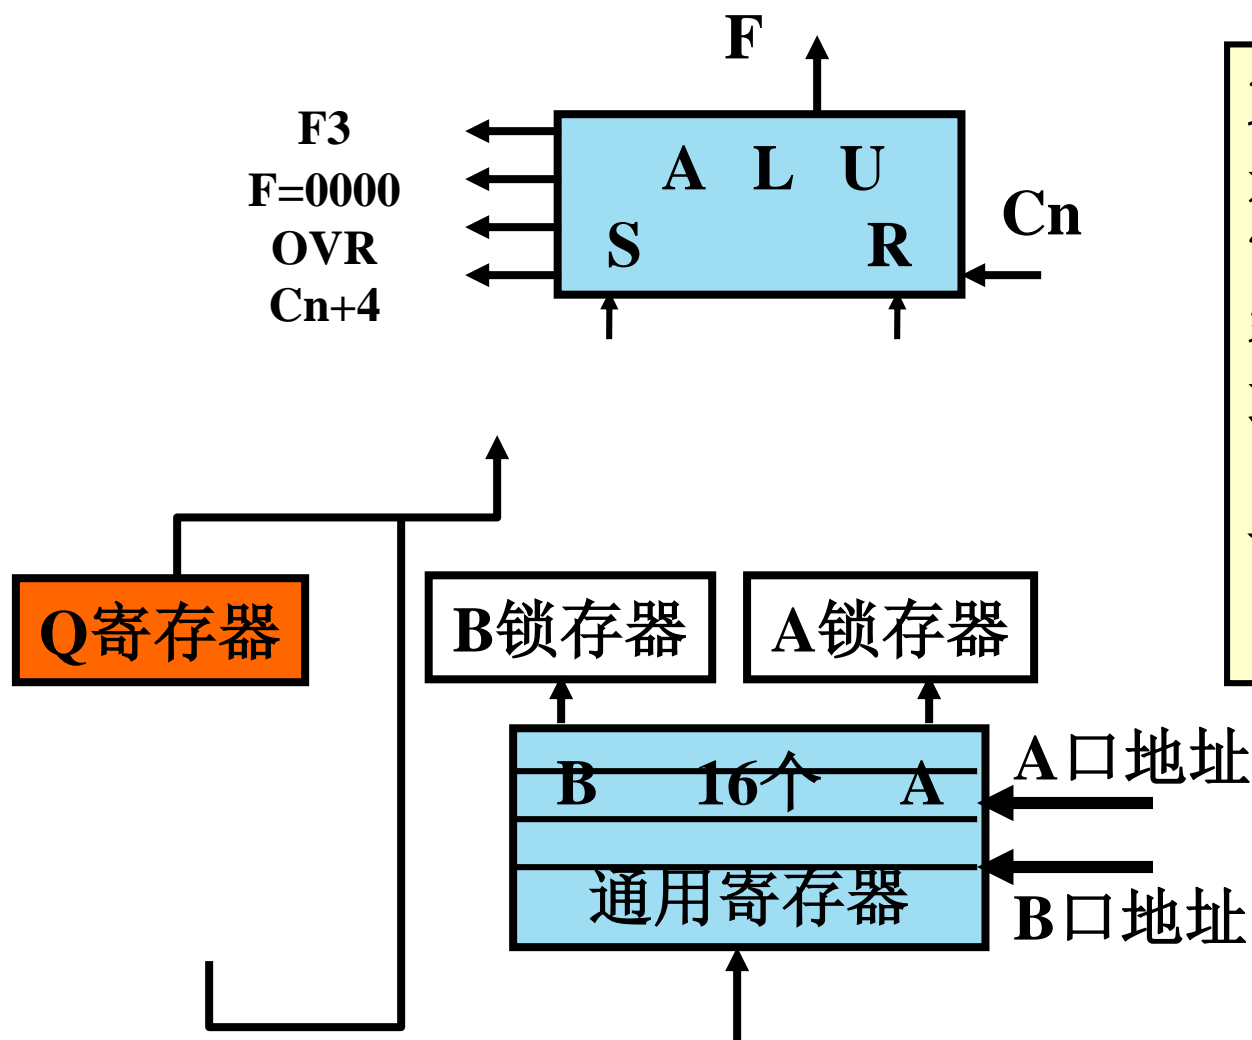 F
F3
F=0000
OVR
Cn+4
A L U
S R
Cn
Q寄存器
B锁存器
A锁存器
B 16个 A
通用寄存器
A口地址
B口地址